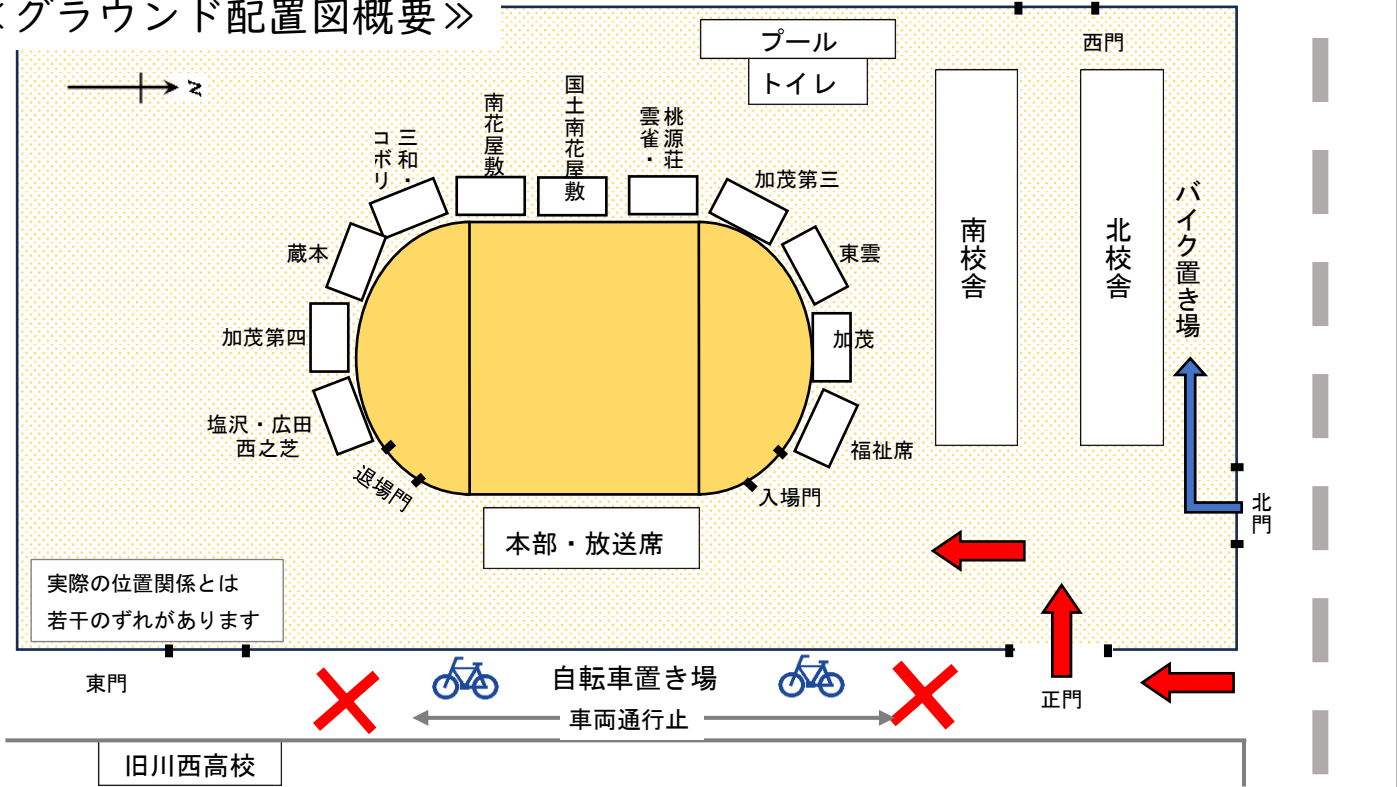 ≪グラウンド配置図概要≫
プール
トイレ
西門
N
三和・
コボリ
南花屋敷
国土南花屋敷
桃源荘
雲雀・
加茂第三
蔵本
東雲
加茂第四
加茂
塩沢・広田
西之芝
福祉席
退場門
入場門
本部・放送席
南校舎
北校舎
バイク置き場
北門
実際の位置関係とは
若干のずれがあります
東門
自転車置き場
車両通行止
正門
旧川西高校